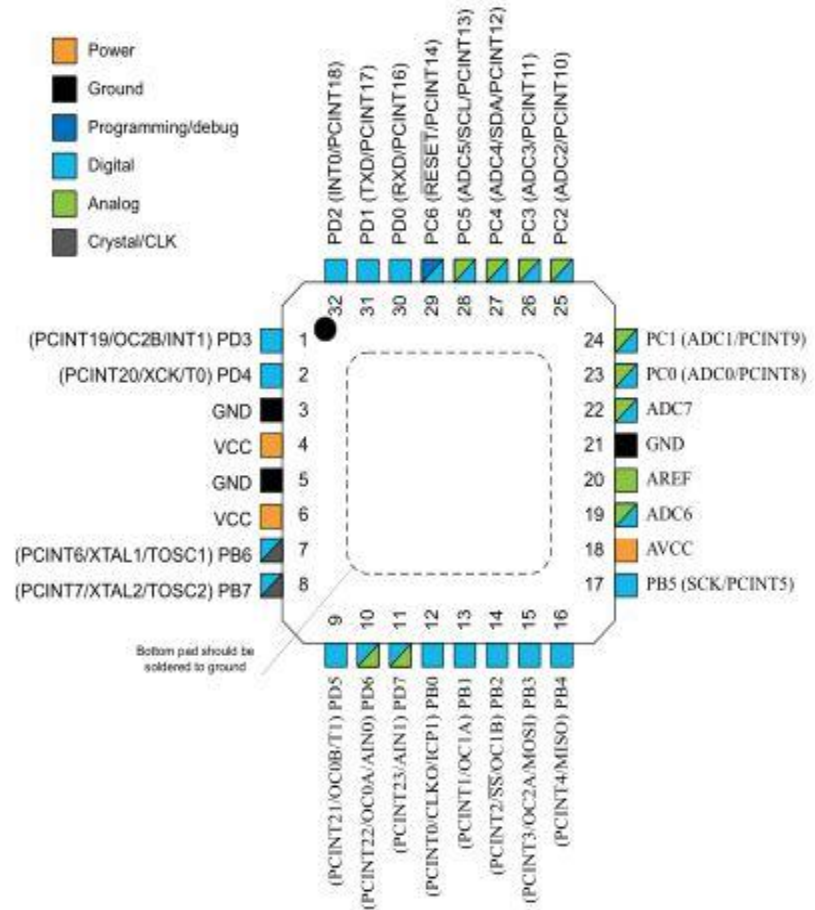 Power
Ground
Programming/debug
Digital
Analog
Crystal/CLK
PD2 (INT0/PCINT18)
PD1 (TXD/PCINT17)
PD0 (RXD/PCINT16)
PC6 (RESET/PCINT14)
PC5 (ADC5/SCL/PCINT13)
PC4 (ADC4/SDA/PCINT12)
PC3 (ADC3/PCINT11)
PC2 (ADC2/PCINT10)
32
31
30
29
28
27
26
25
(PCINT19/OC2B/INT1) PD3
1
(PCINT20/XCK/T0) PD4
2
GND
3
VCC
4
GND
5
VCC
6
(PCINT6/XTAL1/TOSC1) PB6
7
(PCINT7/XTAL2/TOSC2) PB7
8
24
PC1 (ADC1/PCINT9)
23
PC0 (ADC0/PCINT8)
22
ADC7
21
GND
20
AREF
19
ADC6
18
AVCC
17
PB5 (SCK/PCINT5)
9
10
11
12
13
14
15
16
Bottom pad should be
soldered to ground
(PCINT21/OC0B/T1) PD5
(PCINT22/OC0A/AIN0) PD6
(PCINT23/AIN1) PD7
(PCINT0/CLKO/ICP1) PB0
(PCINT1/OC1A) PB1
(PCINT2/SS/OC1B) PB2
(PCINT3/OC2A/MOSI) PB3
(PCINT4/MISO) PB4